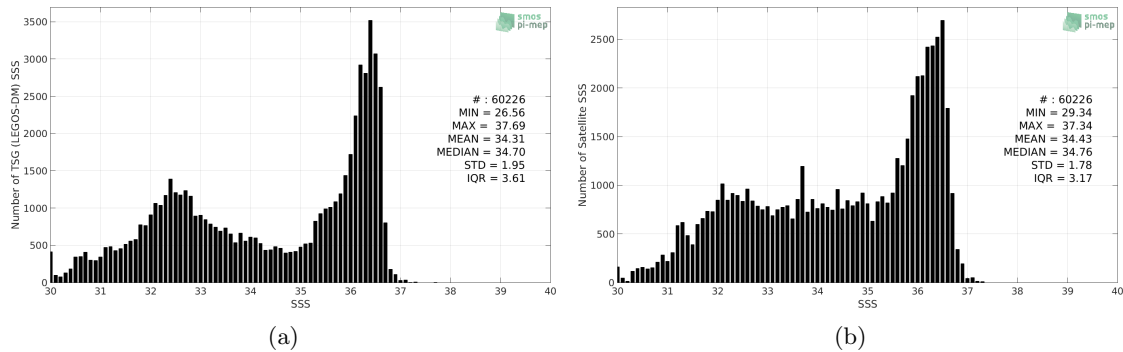 smos
pi-mep
Number of TSG (LEGOS-DM) SSS
3500
3000
2500
2000
1500
1000
500
0
# : 60226
MIN = 26.56
MAX = 37.69
MEAN = 34.31
MEDIAN = 34.70
STD = 1.95
IQR = 3.61
30 31 32 33 34 35 36 37 38 39 40
SSS
(a)
smos
pi-mep
Number of Satellite SSS
2500
2000
1500
1000
500
0
# : 60226
MIN = 29.34
MAX = 37.34
MEAN = 34.43
MEDIAN = 34.76
STD = 1.78
IQR = 3.17
30 31 32 33 34 35 36 37 38 39 40
SSS
(b)